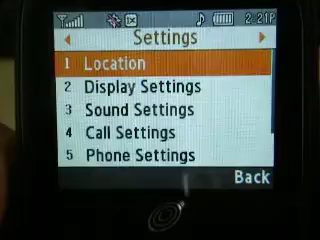 2:21P
Settings
1 Location
2 Display Settings
3 Sound Settings
4 Call Settings
5 Phone Settings
Back